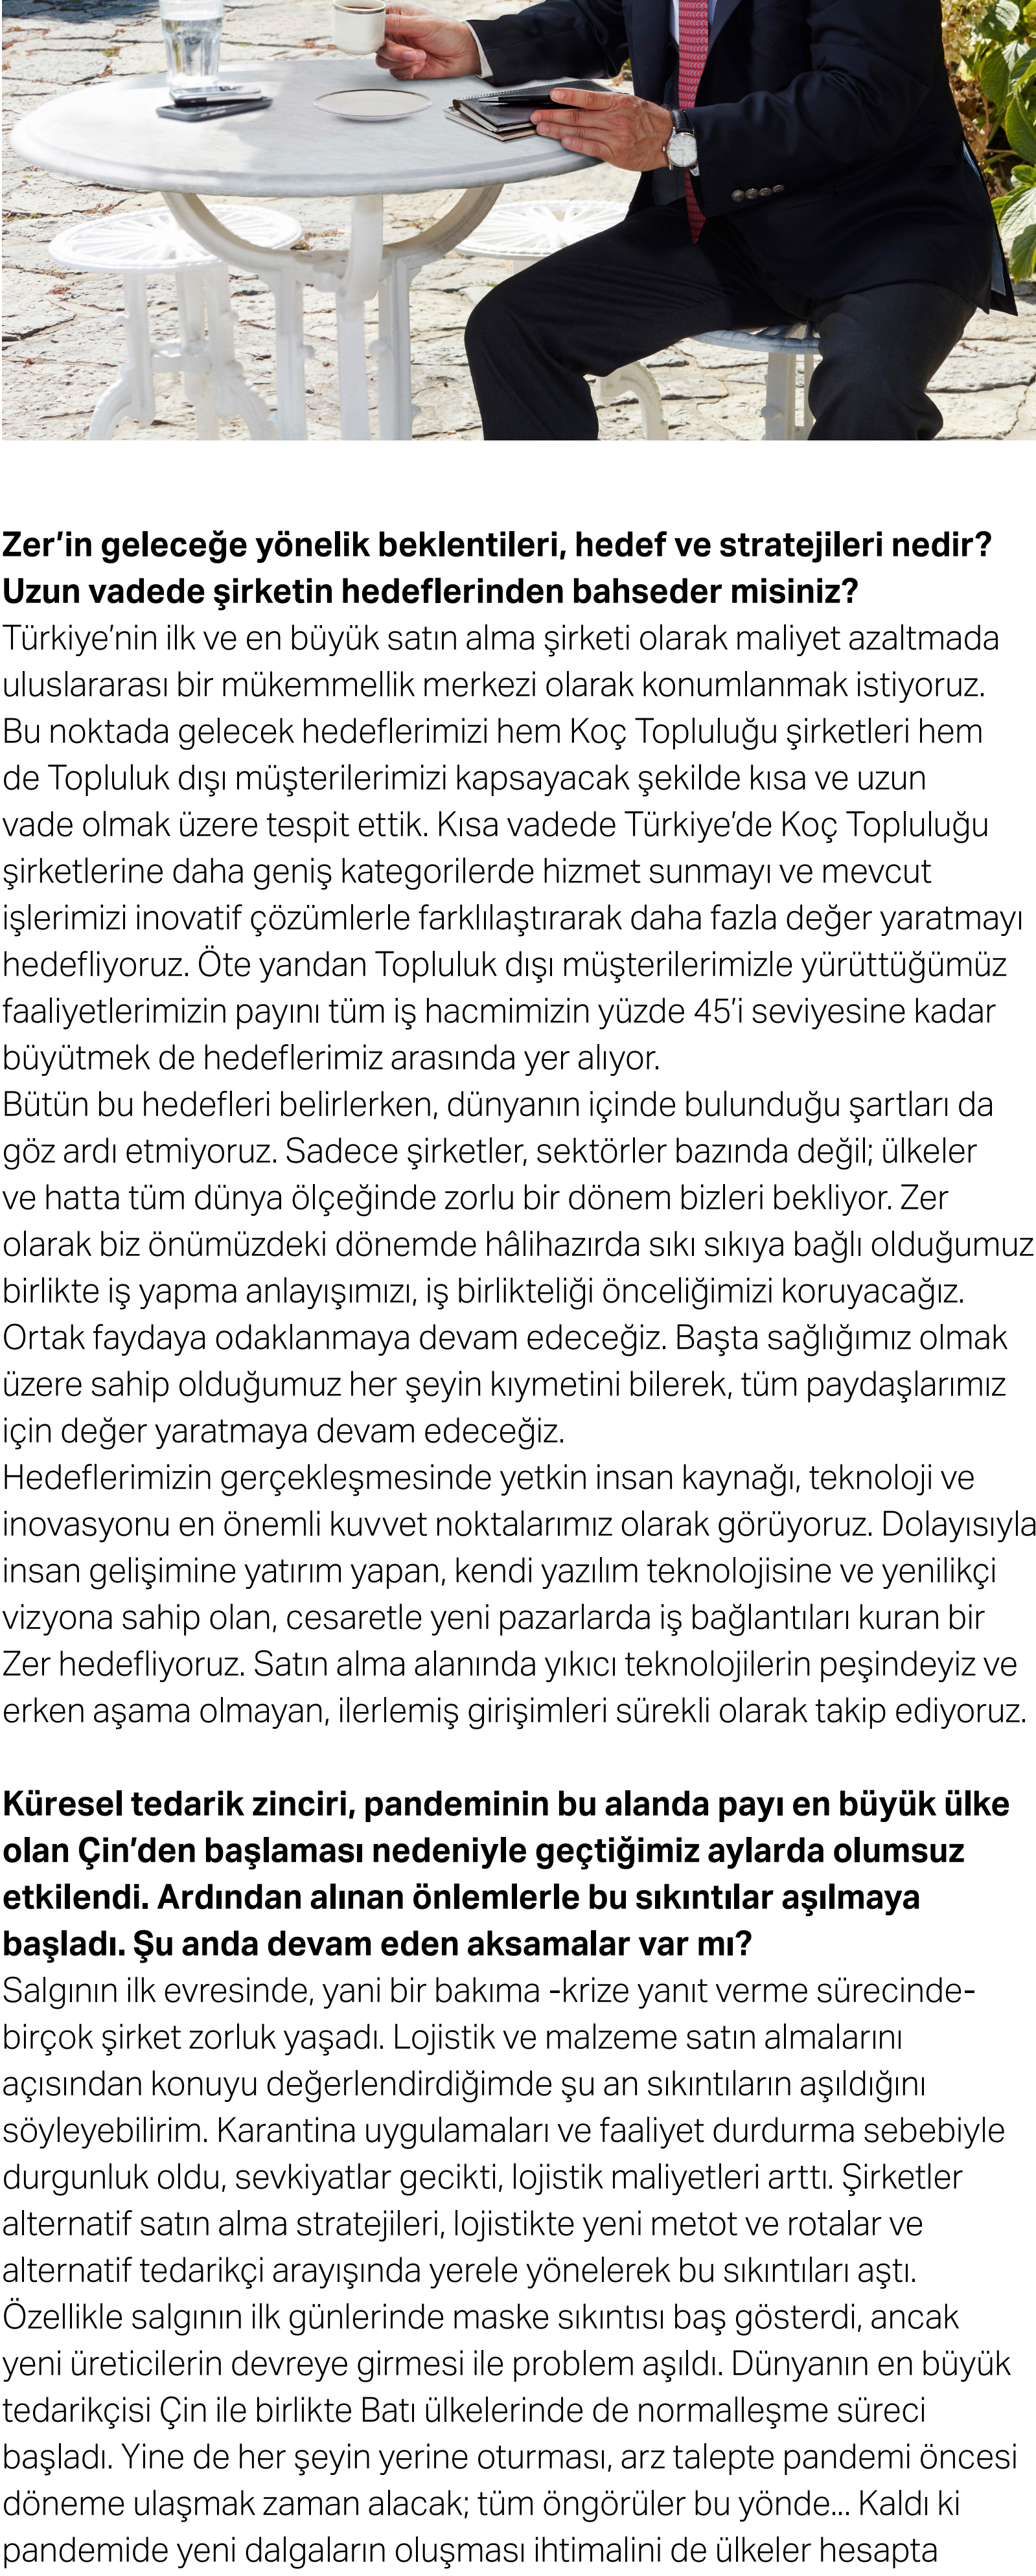 Zer’in geleceğe yönelik beklentileri, hedef ve stratejileri nedir?
Uzun vadede şirketin hedeflerinden bahseder misiniz?
Türkiye’nin ilk ve en büyük satın alma şirketi olarak maliyet azaltmada
uluslararası bir mükemmellik merkezi olarak konumlanmak istiyoruz.
Bu noktada gelecek hedeflerimizi hem Koç Topluluğu şirketleri hem
de Topluluk dışı müşterilerimizi kapsayacak şekilde kısa ve uzun
vade olmak üzere tespit ettik. Kısa vadede Türkiye’de Koç Topluluğu
şirketlerine daha geniş kategorilerde hizmet sunmayı ve mevcut
işlerimizi inovatif çözümlerle farklılaştırarak daha fazla değer yaratmayı
hedefliyoruz. Öte yandan Topluluk dışı müşterilerimizle yürüttüğümüz
faaliyetlerimizin payını tüm iş hacmimizin yüzde 45’i seviyesine kadar
büyütmek de hedeflerimiz arasında yer alıyor.
Bütün bu hedefleri belirlerken, dünyanın içinde bulunduğu şartları da
göz ardı etmiyoruz. Sadece şirketler, sektörler bazında değil; ülkeler
ve hatta tüm dünya ölçeğinde zorlu bir dönem bizleri bekliyor. Zer
olarak biz önümüzdeki dönemde hâlihazırda sıkı sıkıya bağlı olduğumuz
birlikte iş yapma anlayışımızı, iş birlikteliği önceliğimizi koruyacağız.
Ortak faydaya odaklanmaya devam edeceğiz. Başta sağlığımız olmak
üzere sahip olduğumuz her şeyin kıymetini bilerek, tüm paydaşlarımız
için değer yaratmaya devam edeceğiz.
Hedeflerimizin gerçekleşmesinde yetkin insan kaynağı, teknoloji ve
inovasyonu en önemli kuvvet noktalarımız olarak görüyoruz. Dolayısıyla
insan gelişimine yatırım yapan, kendi yazılım teknolojisine ve yenilikçi
vizyona sahip olan, cesaretle yeni pazarlarda iş bağlantıları kuran bir
Zer hedefliyoruz. Satın alma alanında yıkıcı teknolojilerin peşindeyiz ve
erken aşama olmayan, ilerlemiş girişimleri sürekli olarak takip ediyoruz.
Küresel tedarik zinciri, pandeminin bu alanda payı en büyük ülke
olan Çin’den başlaması nedeniyle geçtiğimiz aylarda olumsuz
etkilendi. Ardından alınan önlemlerle bu sıkıntılar aşılmaya
başladı. Şu anda devam eden aksamalar var mı?
Salgının ilk evresinde, yani bir bakıma -krize yanıt verme sürecinde-
birçok şirket zorluk yaşadı. Lojistik ve malzeme satın almalarını
açısından konuyu değerlendirdiğimde şu an sıkıntıların aşıldığını
söyleyebilirim. Karantina uygulamaları ve faaliyet durdurma sebebiyle
durgunluk oldu, sevkiyatlar gecikti, lojistik maliyetleri arttı. Şirketler
alternatif satın alma stratejileri, lojistikte yeni metot ve rotalar ve
alternatif tedarikçi arayışında yerele yönelerek bu sıkıntıları aştı.
Özellikle salgının ilk günlerinde maske sıkıntısı baş gösterdi, ancak
yeni üreticilerin devreye girmesi ile problem aşıldı. Dünyanın en büyük
tedarikçisi Çin ile birlikte Batı ülkelerinde de normalleşme süreci
başladı. Yine de her şeyin yerine oturması, arz talepte pandemi öncesi
döneme ulaşmak zaman alacak; tüm öngörüler bu yönde... Kaldı ki
pandemide yeni dalgaların oluşması ihtimalini de ülkeler hesapta